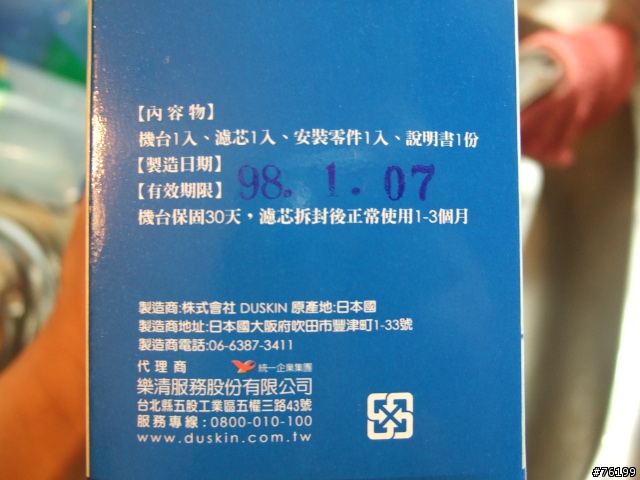 【內容物】
機台1入、濾芯1入、安裝零件1入、說明書1份
【製造日期】
【有效期限】 98. 1. 07
機台保固30天，濾芯拆封後正常使用1-3個月
製造商:株式會社 DUSKIN 原產地:日本國
製造商地址:日本國大阪府吹田市豐津町1-33號
製造商電話:06-6387-3411
代理商 統一企業集團
樂清服務股份有限公司
台北縣五股工業區五權三路43號
服務專線:0800-010-100
www.duskin.com.tw
#76199